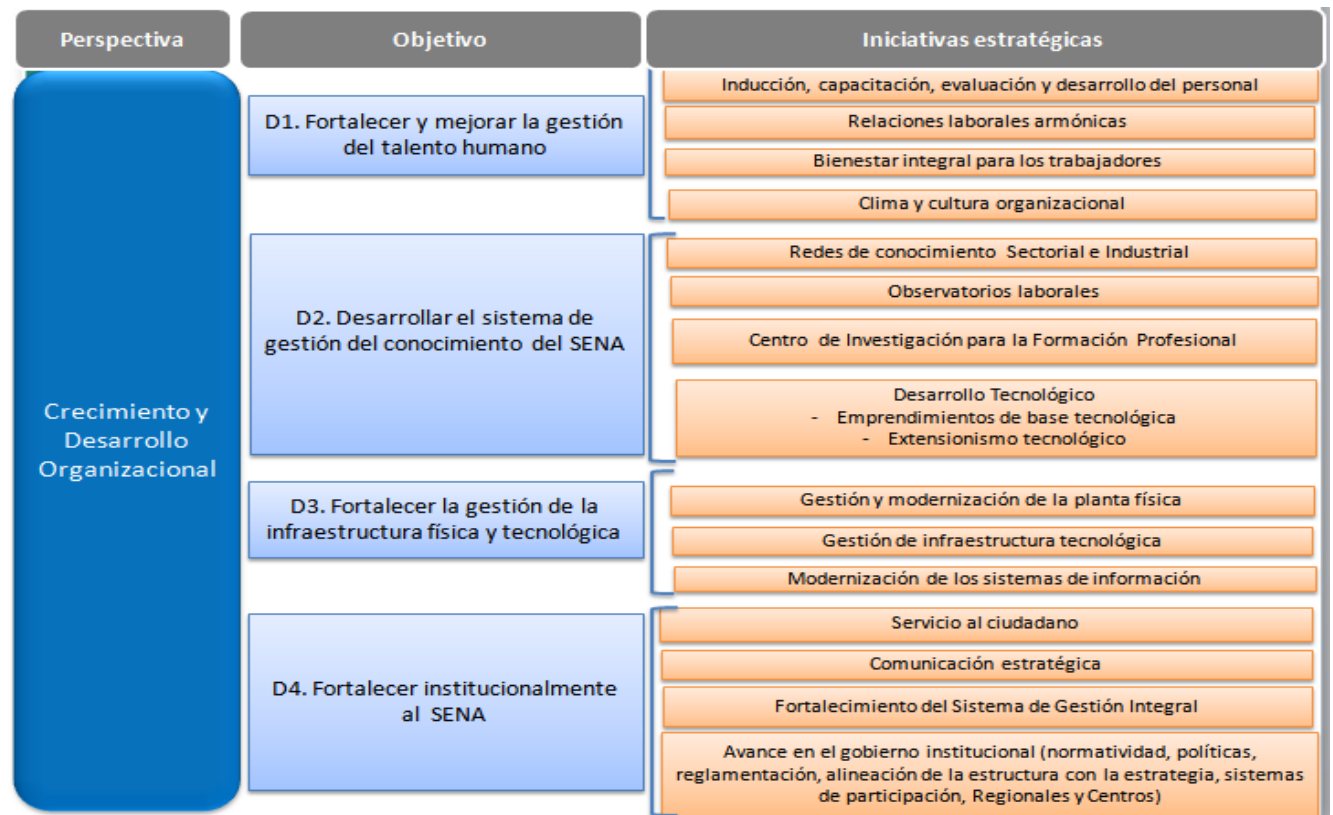 Perspectiva
Objetivo
Iniciativas estratégicas
Crecimiento y
Desarrollo
Organizacional
D1. Fortalecer y mejorar la gestión
del talento humano
Inducción, capacitación, evaluación y desarrollo del personal
Relaciones laborales armónicas
Bienestar integral para los trabajadores
Clima y cultura organizacional
D2. Desarrollar el sistema de
gestión del conocimiento del SENA
Redes de conocimiento Sectorial e Industrial
Observatorios laborales
Centro de Investigación para la Formación Profesional
Desarrollo Tecnológico
- Emprendimientos de base tecnológica
- Extensionismo tecnológico
D3. Fortalecer la gestión de la
infraestructura física y tecnológica
Gestión y modernización de la planta física
Gestión de infraestructura tecnológica
Modernización de los sistemas de información
D4. Fortalecer institucionalmente
al SENA
Servicio al ciudadano
Comunicación estratégica
Fortalecimiento del Sistema de Gestión Integral
Avance en el gobierno institucional (normatividad, políticas,
reglamentación, alineación de la estructura con la estrategia, sistemas
de participación, Regionales y Centros)